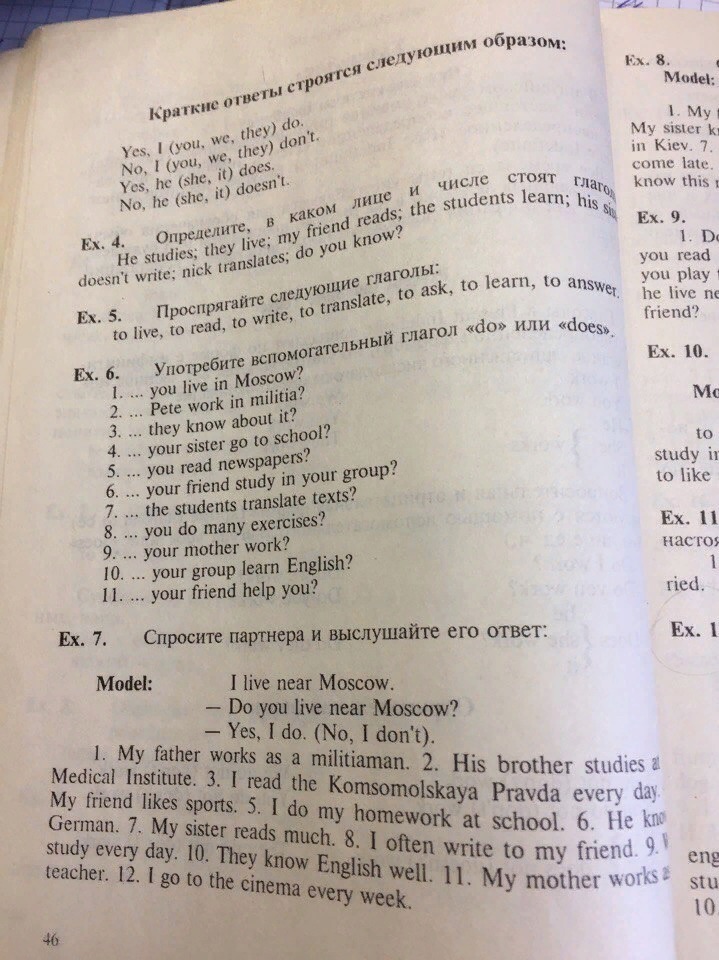 Краткие ответы строятся следующим образом:
Yes, I (you, we, they) do.
No, I (you, we, they) don't.
Yes, he (she, it) does.
No, he (she, it) doesn't.
Ex. 4. Определите, в каком лице и числе стоят
He studies; they live; my friend reads; the students learn; his
doesn't write; nick translates; do you know?
Ex. 5. Проспрягайте следующие глаголы:
to live, to read, to write, to translate, to ask, to learn, to answer.
Ex. 6. Употребите вспомогательный глагол «do» или «does».
1. ... you live in Moscow?
2. ... Pete work in militia?
3. ... they know about it?
4. ... your sister go to school?
5. ... you read newspapers?
6. ... your friend study in your group?
7. ... the students translate texts?
8. ... you do many exercises?
9. ... your mother work?
10. ... your group learn English?
11. ... your friend help you?
Ex. 7. Спросите партнера и выслушайте его ответ:
Model: I live near Moscow.
— Do you live near Moscow?
— Yes, I do. (No, I don't).
1. My father works as a militiaman. 2. His brother studies
Medical Institute. 3. I read the Komsomolskaya Pravda every day.
My friend likes sports. 5. I do my homework at school. 6. He
German. 7. My sister reads much. 8. I often write to my friend. 9.
study every day. 10. They know English well. 11. My mother works
teacher. 12. I go to the cinema every week.
46
Ex. 8.
Model:
1. My
My sister
in Kiev. 7.
come late.
know this
Ex. 9.
1.
you read
you play
he live
friend?
Ex. 10.
to
study
to like
Ex. 11
1
ried.
10.